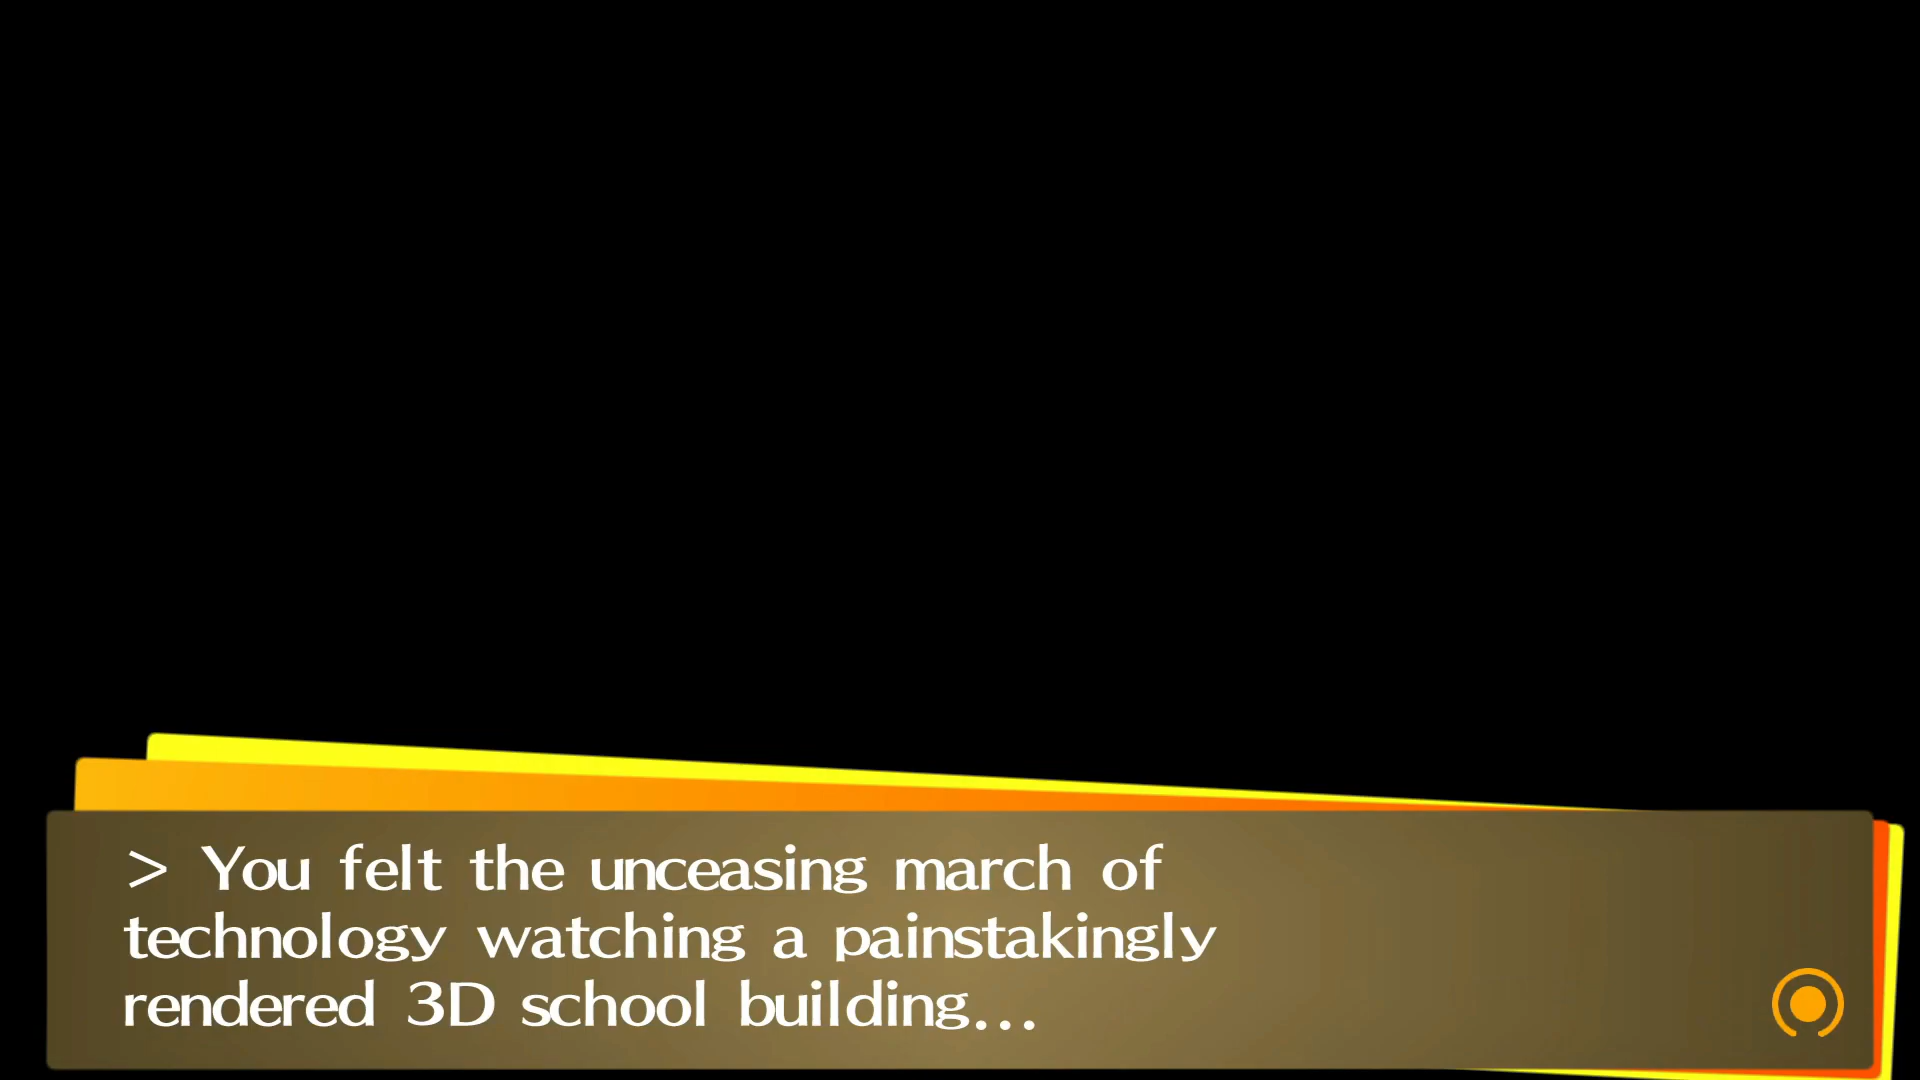 > You felt the unceasing march of
technology watching a painstakingly
rendered 3D school building...